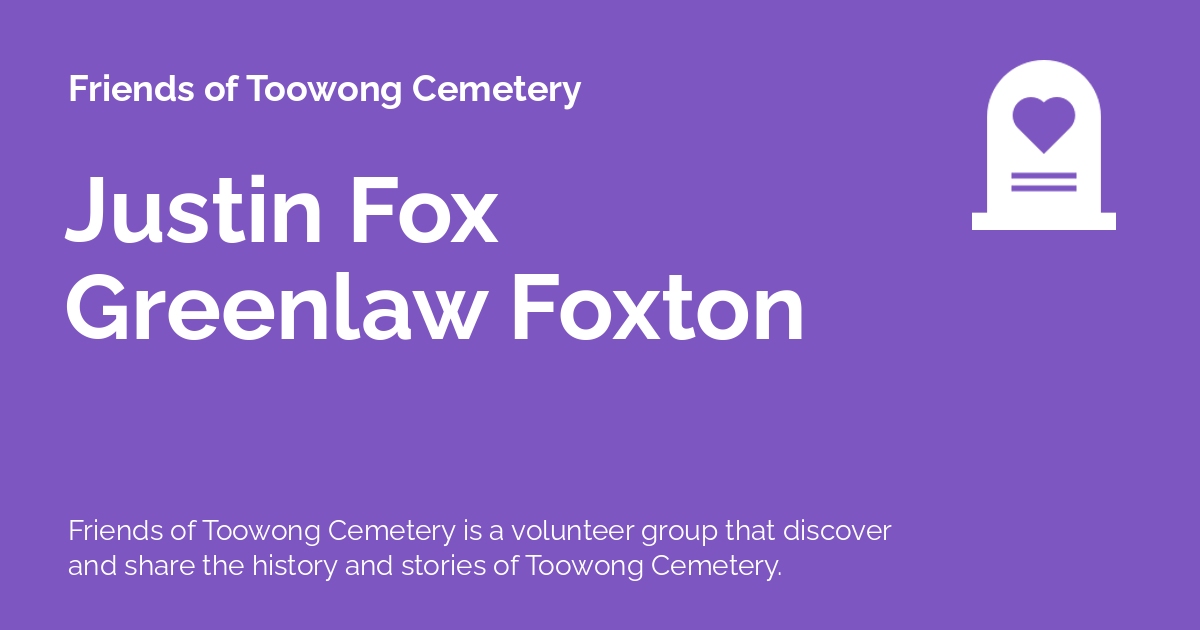 Friends of Toowong Cemetery
Justin Fox
Greenlaw Foxton
Friends of Toowong Cemetery is a volunteer group that discover
and share the history and stories of Toowong Cemetery.